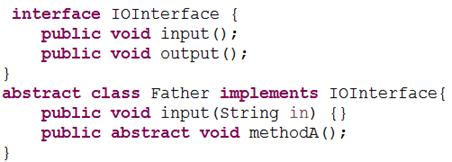 interface IOInterface {
    public void input();
    public void output();
}
abstract class Father implements IOInterface{
    public void input(String in) {}
    public abstract void methodA();
}